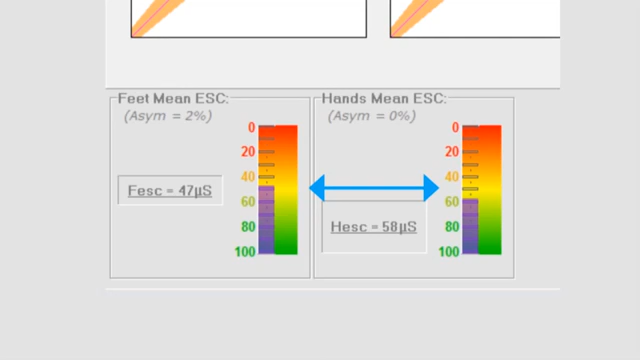 Feet Mean ESC:
(Asym = 2%)
Fesc = 47µS
0
20
40
60
80
100
Hands Mean ESC:
(Asym = 0%)
Hesc = 58µS
0
20
40
60
80
100